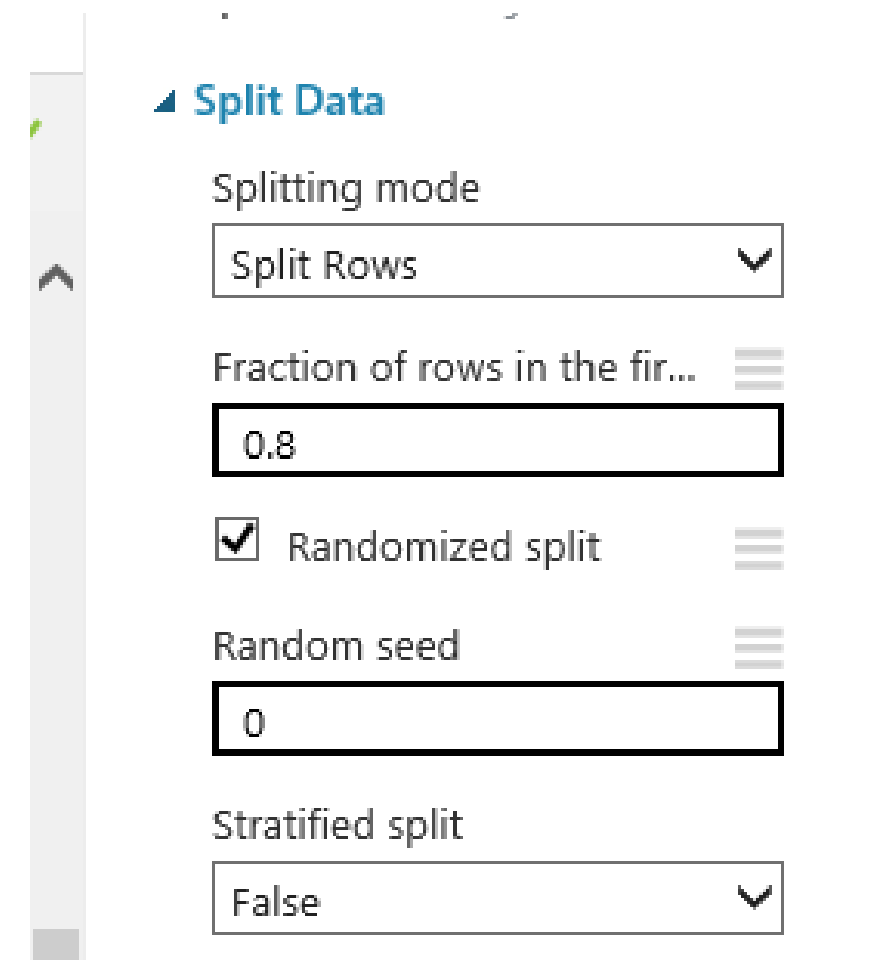 Split Data
Splitting mode
Split Rows
Fraction of rows in the fir...
0.8
Randomized split
Random seed
0
Stratified split
False